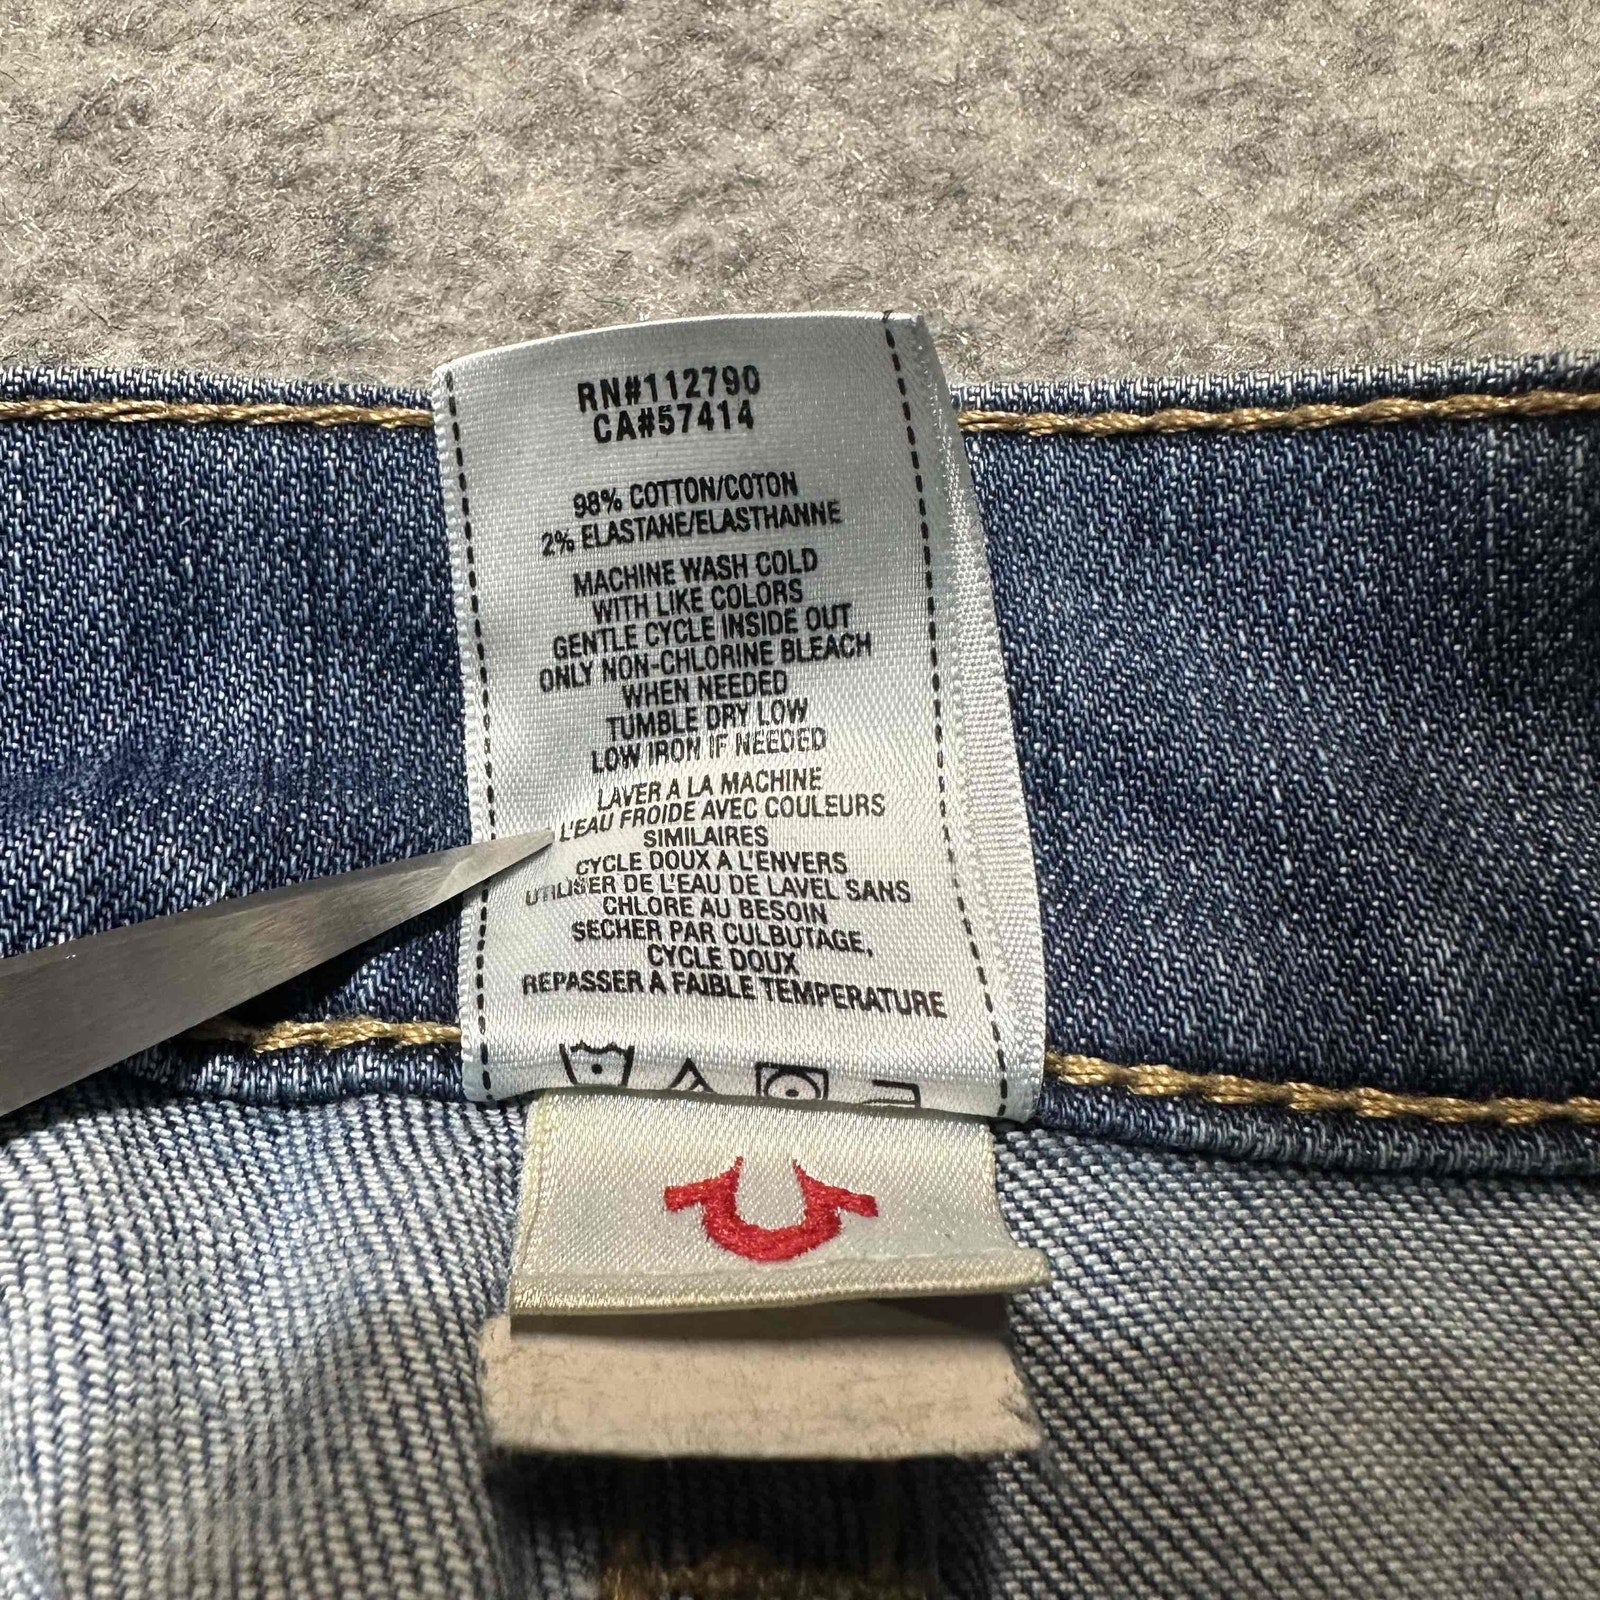 RN#112790
CA#57414
98% COTTON/COTON
2% ELASTANE/ELASTHANNE
MACHINE WASH COLD
WITH LIKE COLORS
GENTLE CYCLE INSIDE OUT
ONLY NON-CHLORINE BLEACH
WHEN NEEDED
TUMBLE DRY LOW
LOW IRON IF NEEDED
LAVER A LA MACHINE
L'EAU FROIDE AVEC COULEURS
SIMILAIRES
CYCLE DOUX A L'ENVERS
UTILISER DE L'EAU DE LAVEL SANS
CHLORE AU BESOIN
SECHER PAR CULBUTAGE,
CYCLE DOUX
REPASSER A FAIBLE TEMPERATURE